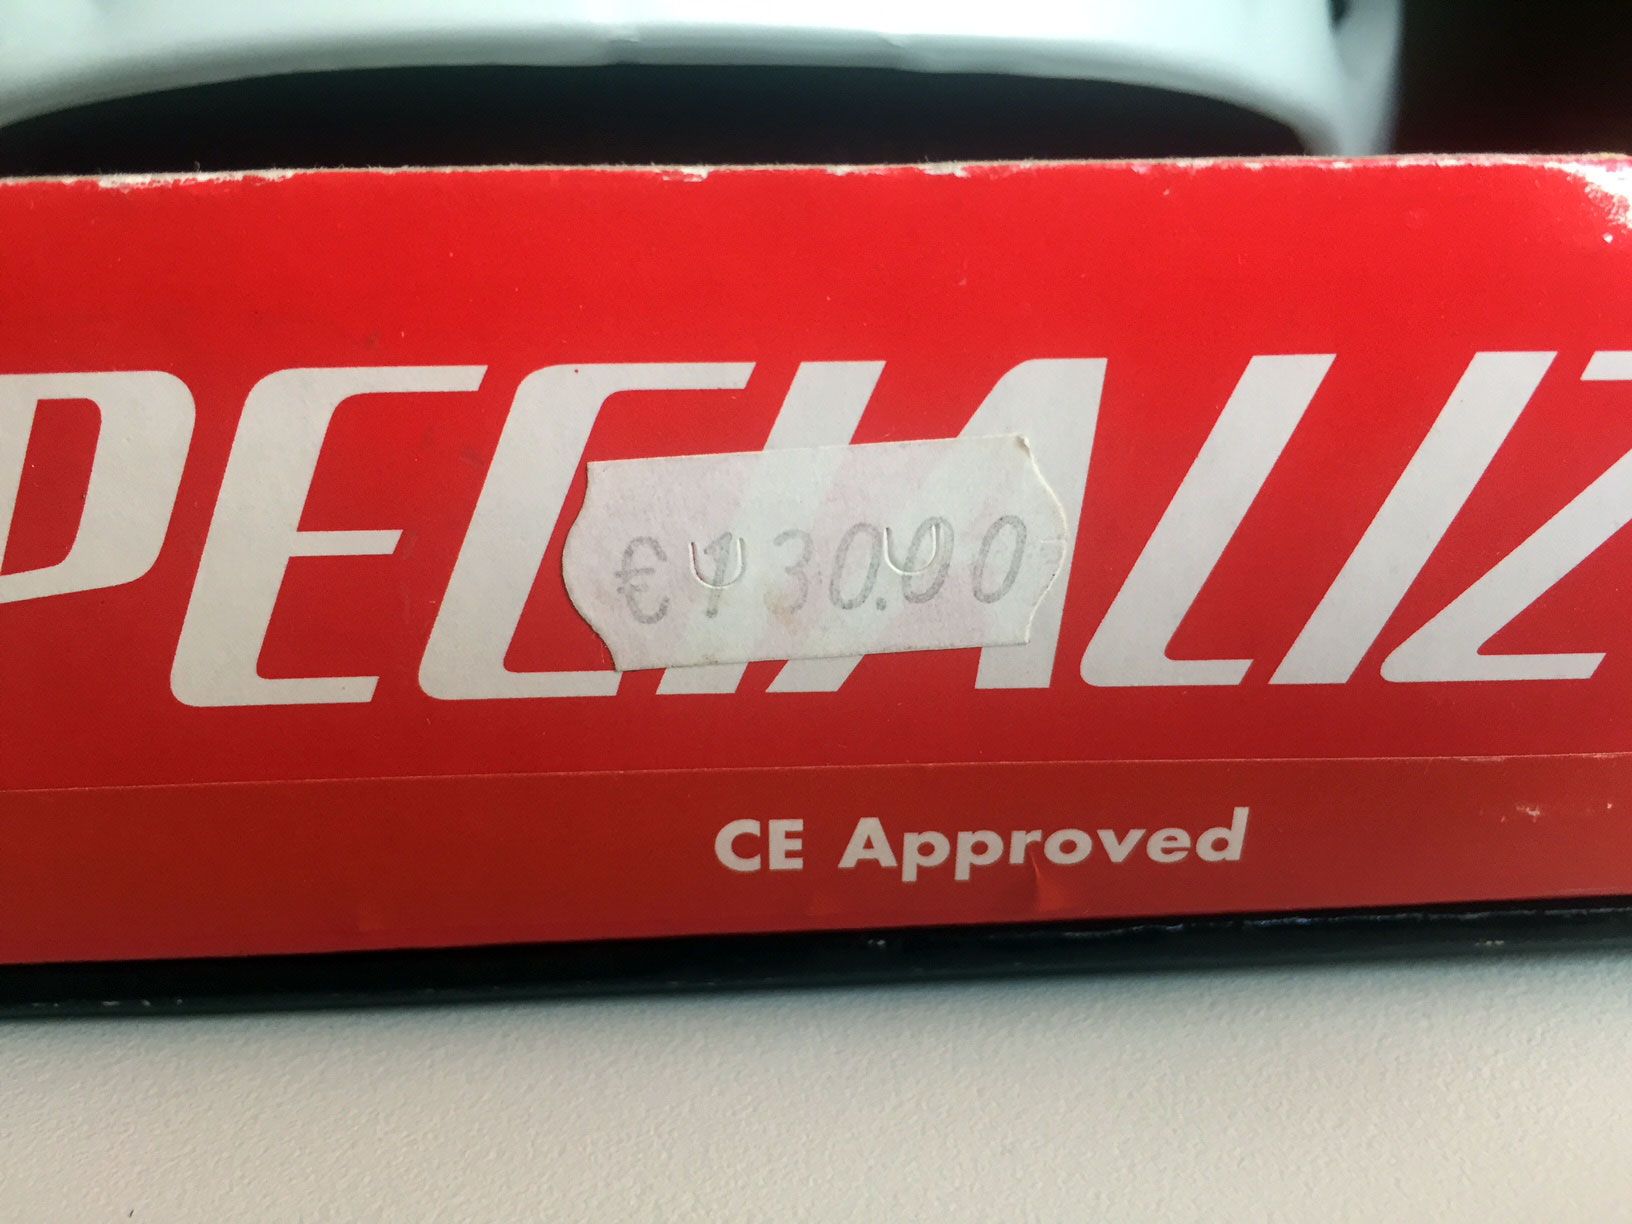 PECIALIZ
€130.00
CE Approved